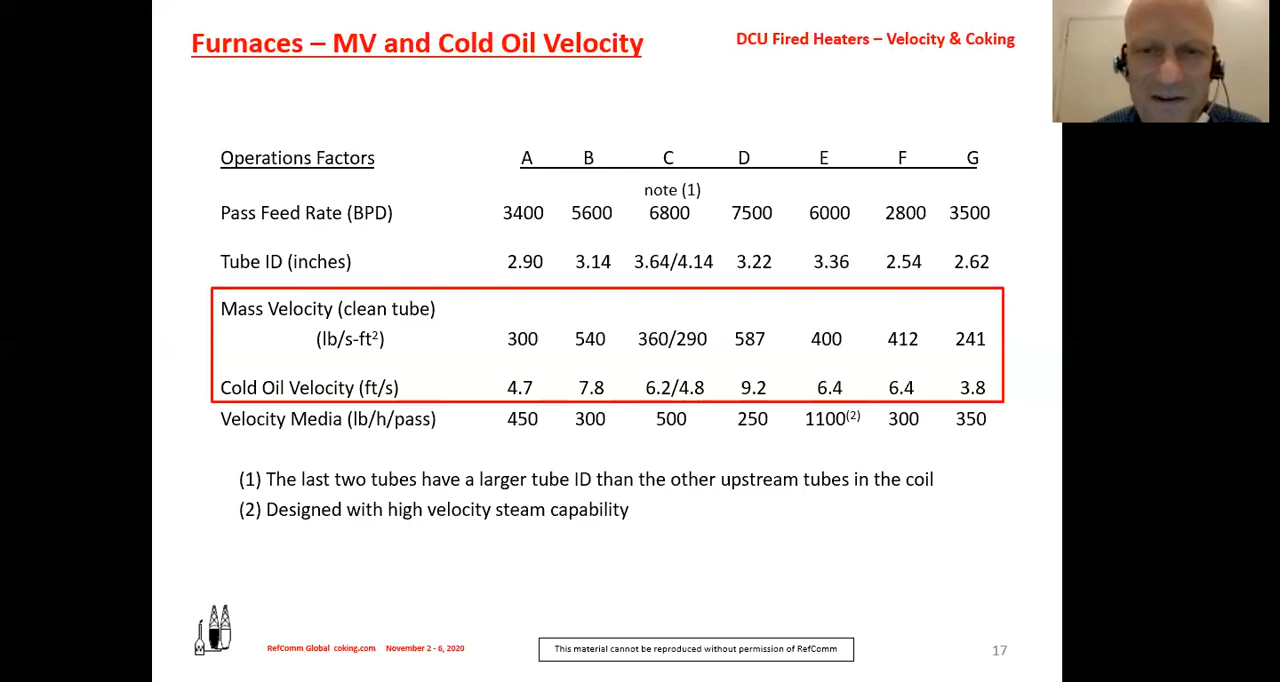 Furnaces – MV and Cold Oil Velocity
DCU Fired Heaters – Velocity & Coking
Operations Factors A B C D E F G
note (1)
Pass Feed Rate (BPD) 3400 5600 6800 7500 6000 2800 3500
Tube ID (inches) 2.90 3.14 3.64/4.14 3.22 3.36 2.54 2.62
Mass Velocity (clean tube)
(lb/s-ft²) 300 540 360/290 587 400 412 241
Cold Oil Velocity (ft/s) 4.7 7.8 6.2/4.8 9.2 6.4 6.4 3.8
Velocity Media (lb/h/pass) 450 300 500 250 1100⁽²⁾ 300 350
(1) The last two tubes have a larger tube ID than the other upstream tubes in the coil
(2) Designed with high velocity steam capability
RefComm Global coking.com November 2 - 6, 2020
This material cannot be reproduced without permission of RefComm
17